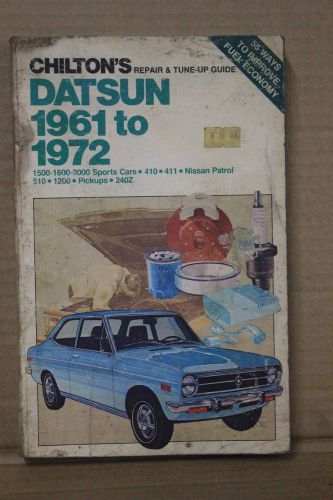 CHILTON'S REPAIR & TUNE-UP GUIDE
DATSUN
1961 to
1972
1500·1600·2000 Sports Cars • 410 • 411 • Nissan Patrol
510 • 1200 • Pickups • 240Z
55 WAYS
TO IMPROVE
FUEL ECONOMY